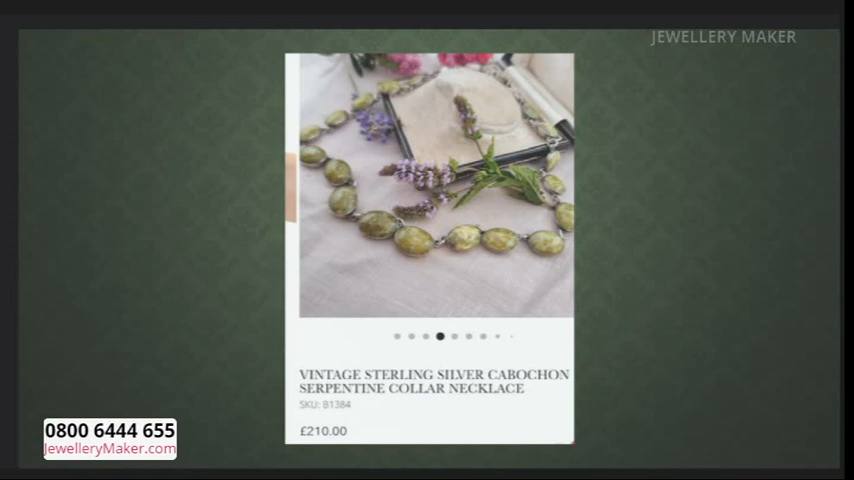 JEWELLERY MAKER
VINTAGE STERLING SILVER CABOCHON
SERPENTINE COLLAR NECKLACE
SKU: B1384
£210.00
0800 6444 655
JewelleryMaker.com